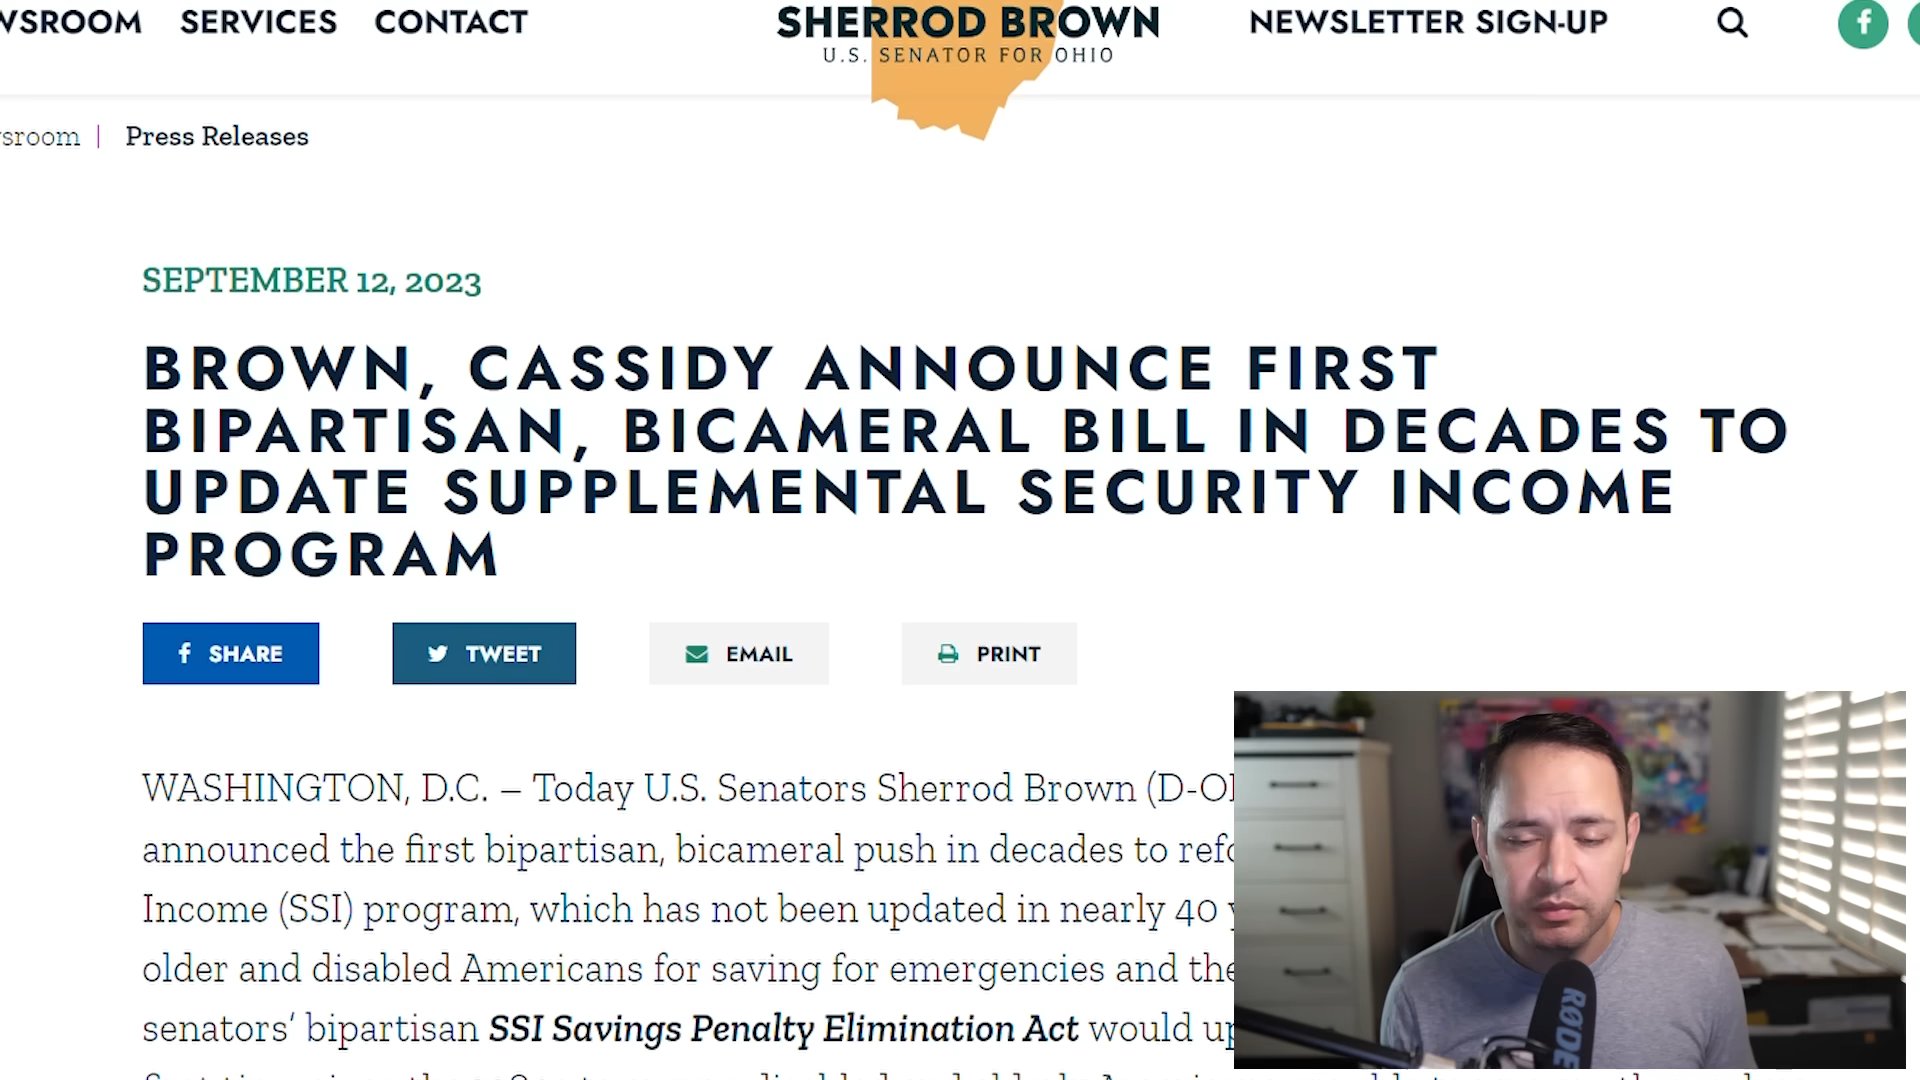 SERVICES CONTACT
SHERROD BROWN
U.S. SENATOR FOR OHIO
NEWSLETTER SIGN-UP
Press Releases
SEPTEMBER 12, 2023
BROWN, CASSIDY ANNOUNCE FIRST
BIPARTISAN, BICAMERAL BILL IN DECADES TO
UPDATE SUPPLEMENTAL SECURITY INCOME
PROGRAM
SHARE TWEET EMAIL PRINT
WASHINGTON, D.C. – Today U.S. Senators Sherrod Brown
announced the first bipartisan, bicameral push in decades to
Income (SSI) program, which has not been updated in nearly 40
older and disabled Americans for saving for emergencies and
senators’ bipartisan SSI Savings Penalty Elimination Act would
RØDE